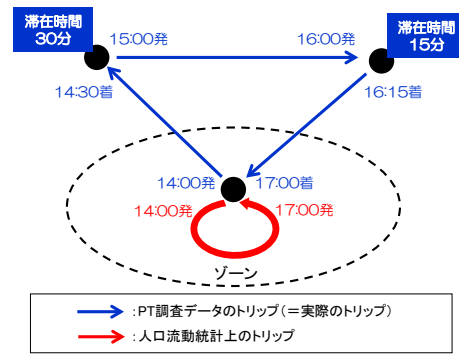 滞在時間
30分
15:00発
16:00発
滞在時間
15分
14:30着
16:15着
14:00発
17:00着
14:00発
17:00発
ゾーン
:PT調査データのトリップ(=実際のトリップ)
:人口流動統計上のトリップ